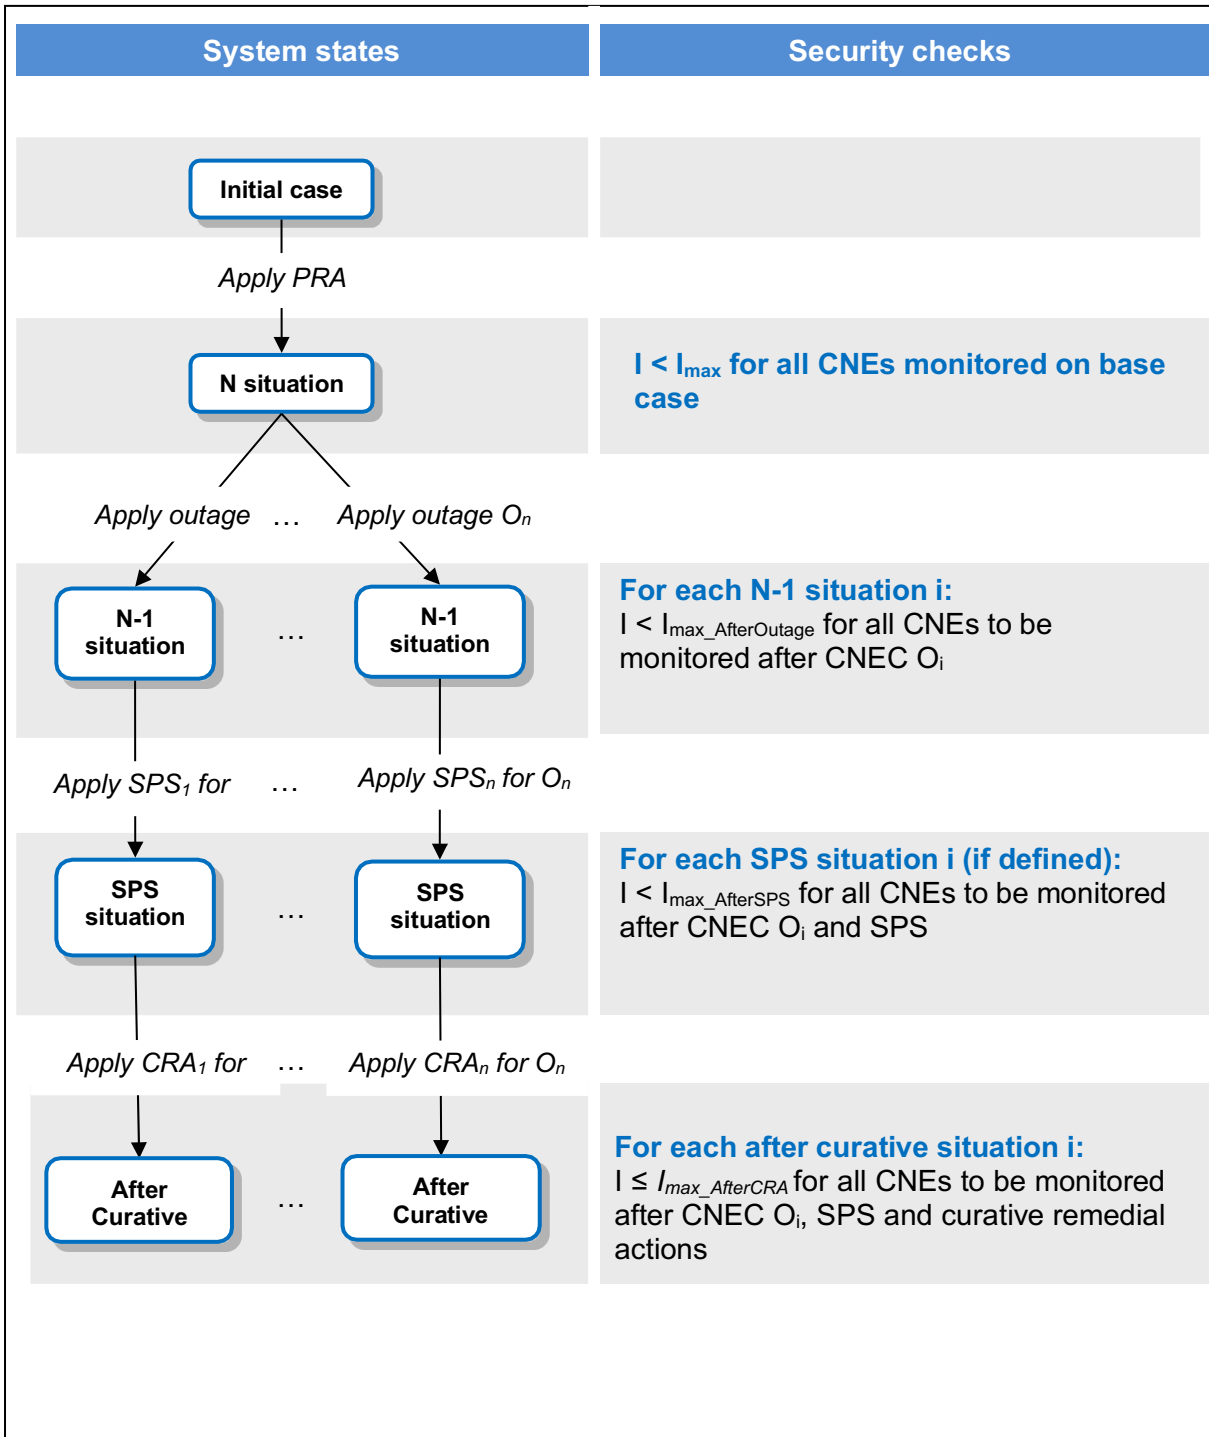 System states
Security checks
Initial case
Apply PRA
N situation
I < Imax for all CNEs monitored on base
case
Apply outage … Apply outage On
N-1
situation
…
N-1
situation
For each N-1 situation i:
I < Imax_AfterOutage for all CNEs to be
monitored after CNEC Oi
Apply SPS1 for … Apply SPSn for On
SPS
situation
…
SPS
situation
For each SPS situation i (if defined):
I < Imax_AfterSPS for all CNEs to be monitored
after CNEC Oi and SPS
Apply CRA1 for … Apply CRAn for On
After
Curative
…
After
Curative
For each after curative situation i:
I ≤ Imax_AfterCRA for all CNEs to be monitored
after CNEC Oi, SPS and curative remedial
actions